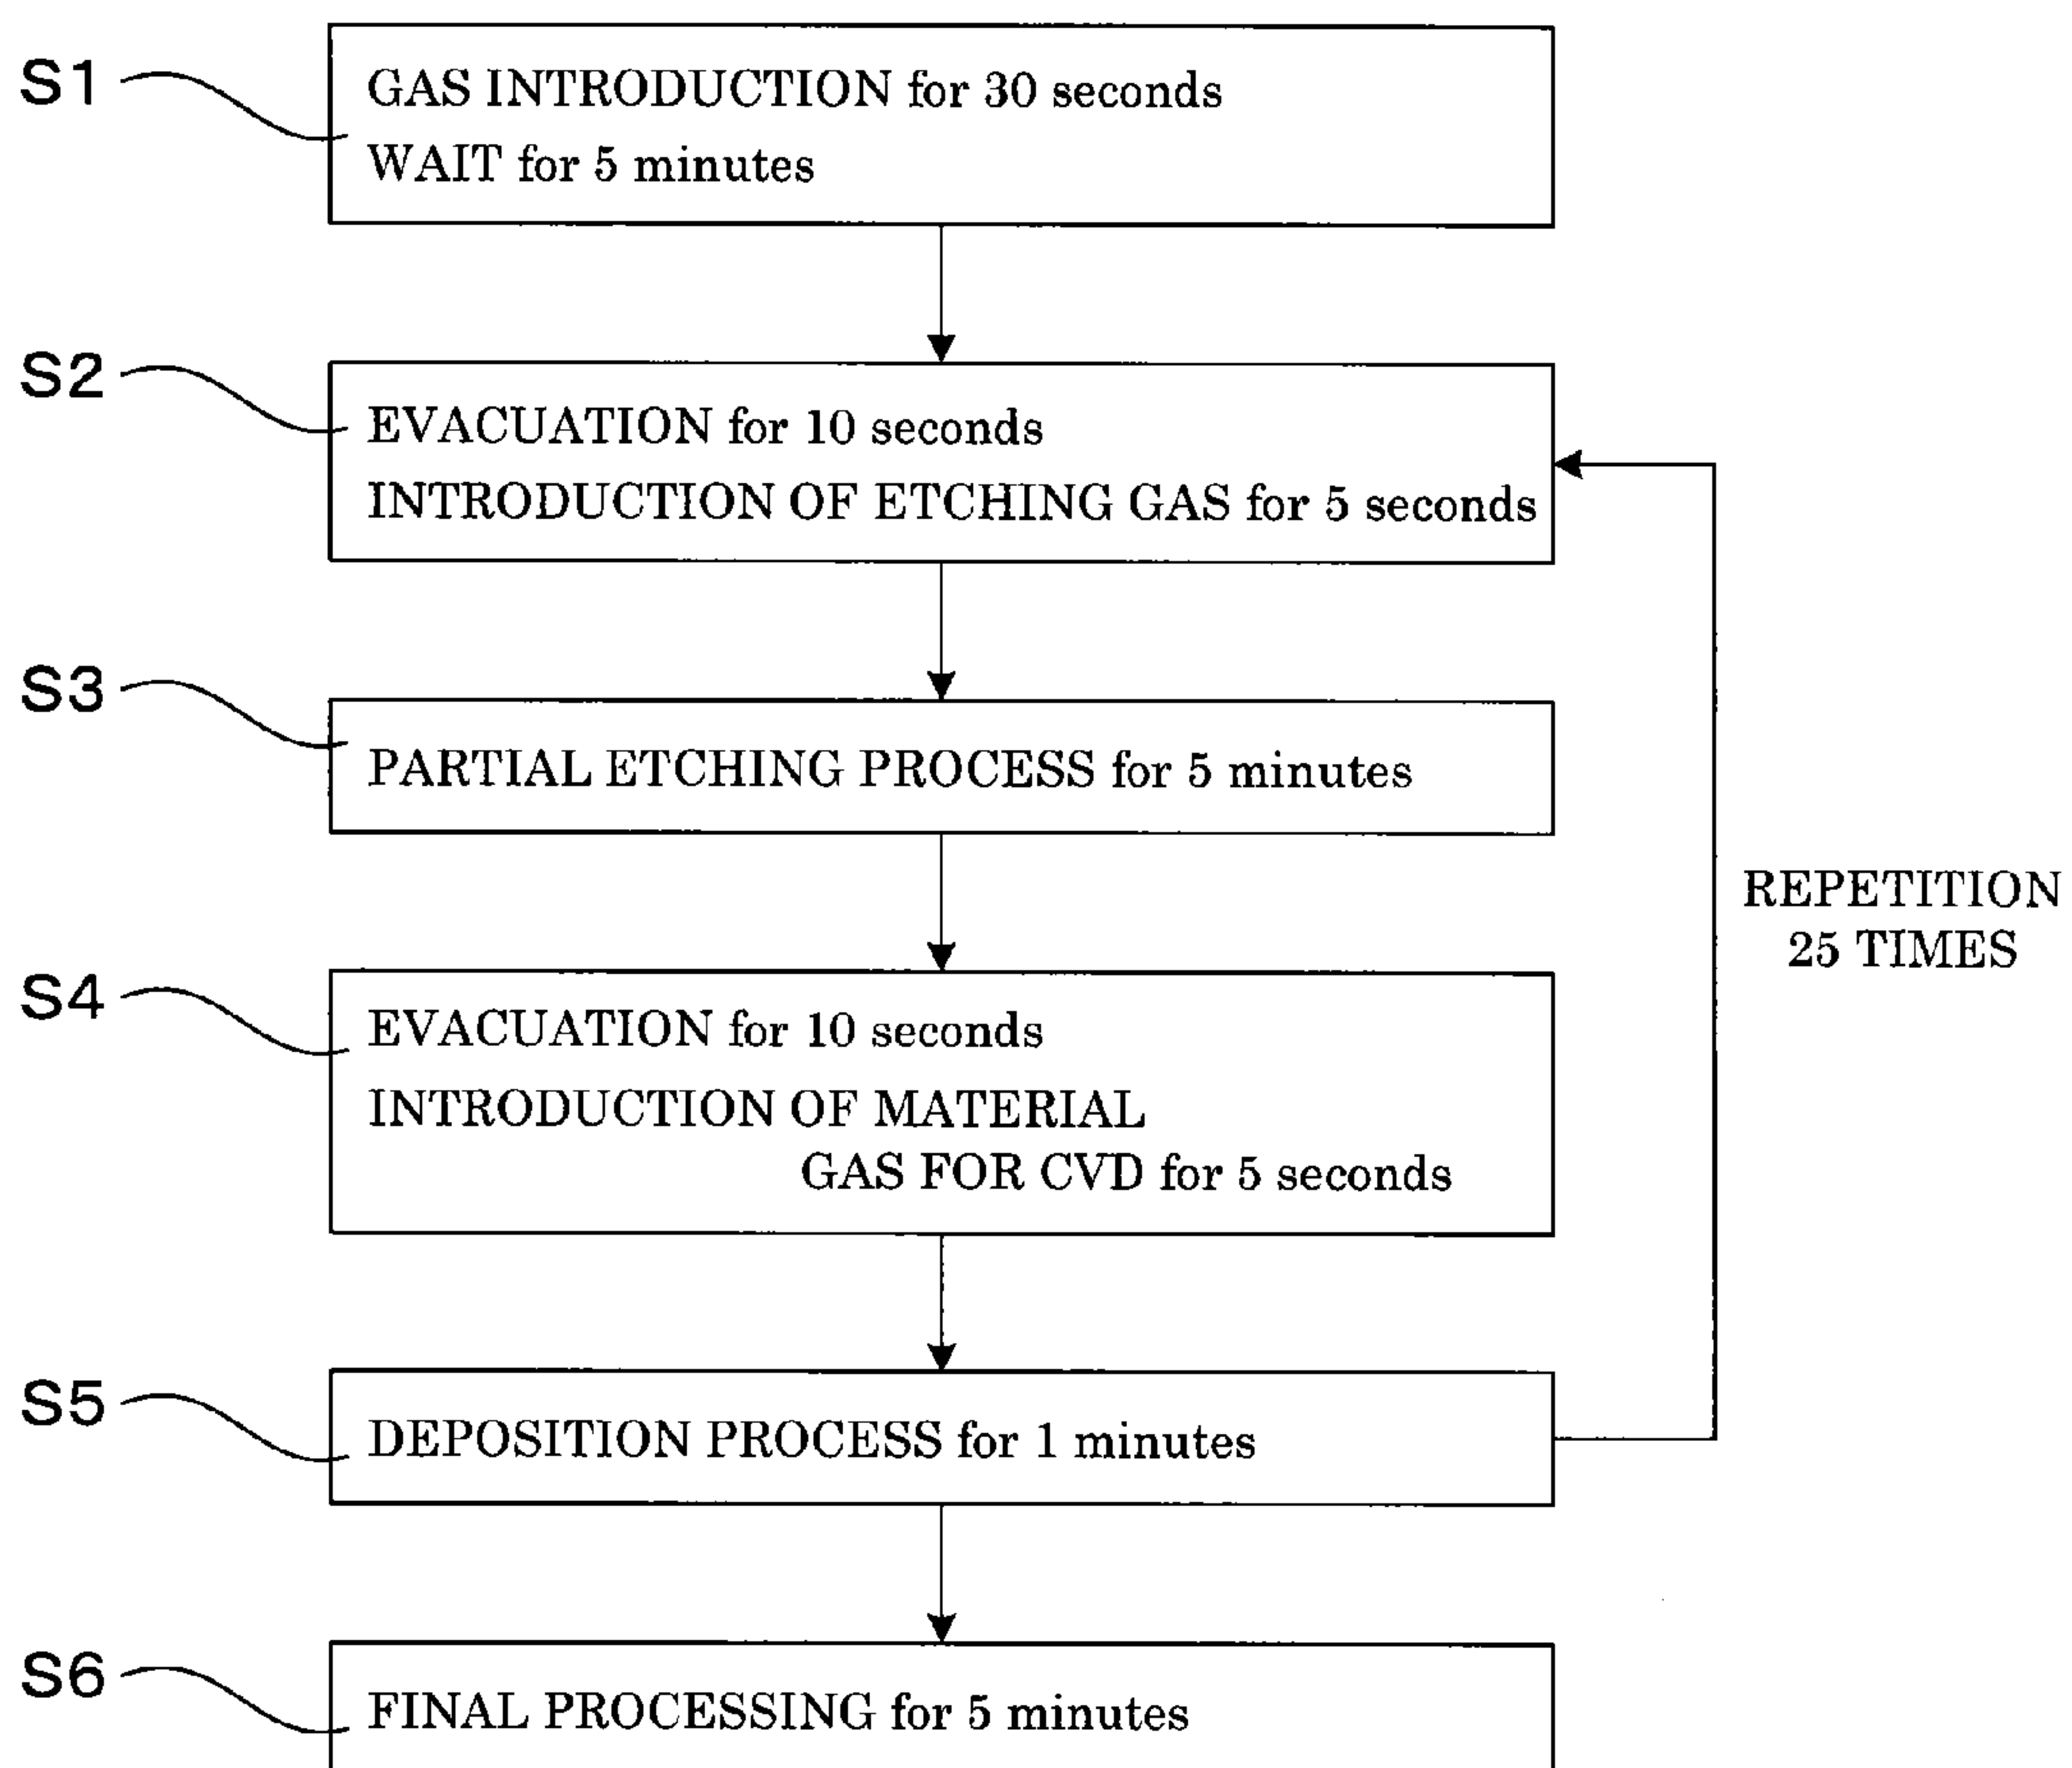 S1
GAS INTRODUCTION for 30 seconds
WAIT for 5 minutes
S2
EVACUATION for 10 seconds
INTRODUCTION OF ETCHING GAS for 5 seconds
S3
PARTIAL ETCHING PROCESS for 5 minutes
REPETITION
25 TIMES
S4
EVACUATION for 10 seconds
INTRODUCTION OF MATERIAL
GAS FOR CVD for 5 seconds
S5
DEPOSITION PROCESS for 1 minutes
S6
FINAL PROCESSING for 5 minutes